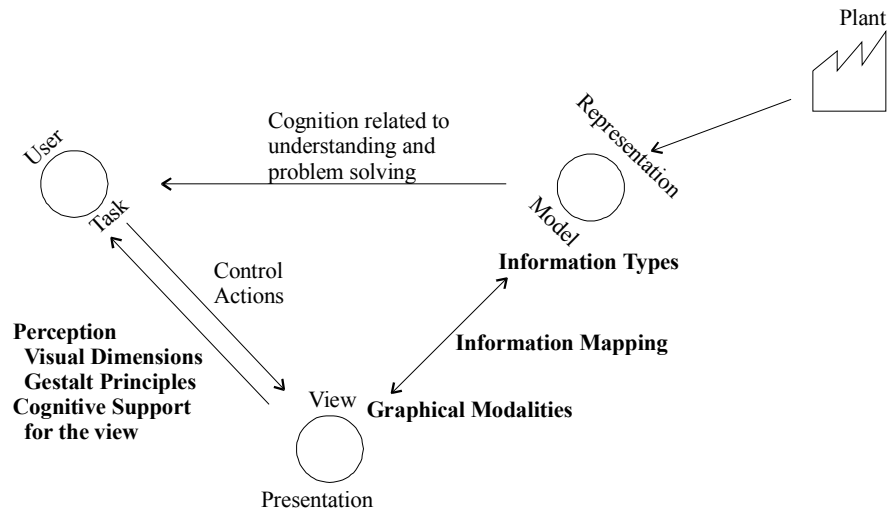 Plant
Cognition related to
understanding and
problem solving
Representation
User
Task
Model
Information Types
Control
Actions
Perception
Visual Dimensions
Gestalt Principles
Cognitive Support
for the view
Information Mapping
View
Graphical Modalities
Presentation